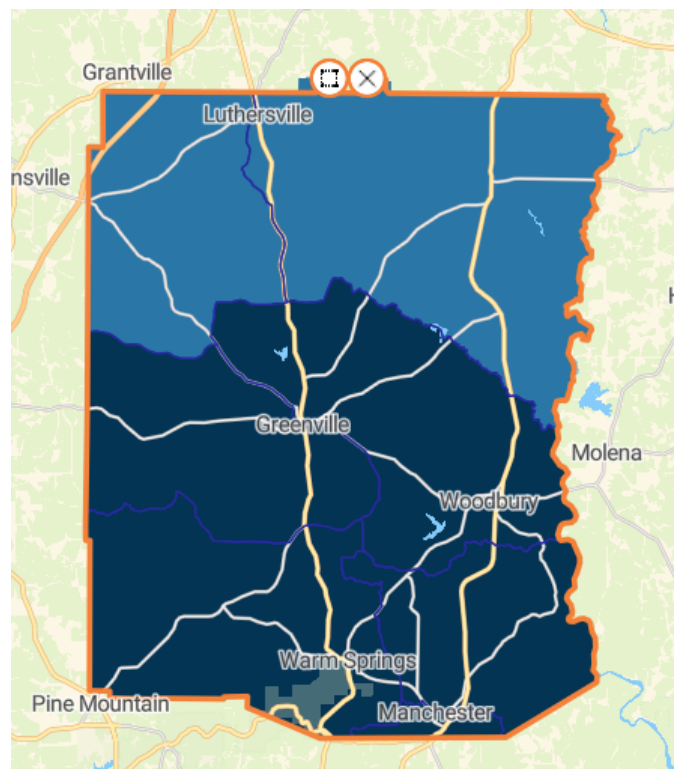 Grantville
Luthersville
nsville
Greenville
Molena
Woodbury
Warm Springs
Pine Mountain
Manchester